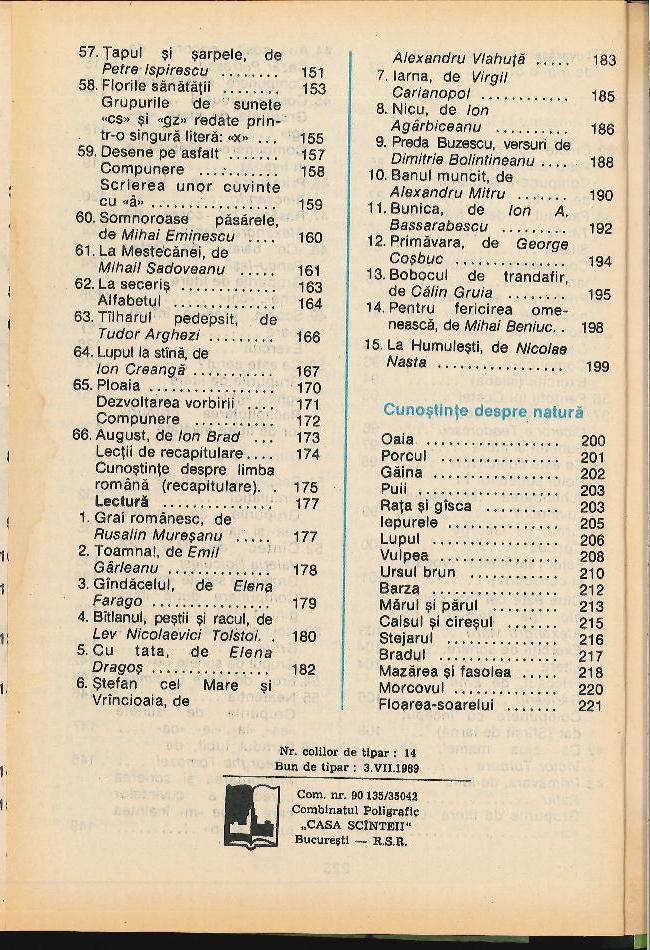 57. Țapul și șarpele, de
Petre Ispirescu ........ 151
58. Florile sănătății ........ 153
Grupurile de sunete
«cs» și «gz» redate prin-
tr-o singură literă: «x» ... 155
59. Desene pe asfalt ....... 157
Compunere ........... 158
Scrierea unor cuvinte
cu «â» ................. 159
60. Somnoroase păsărele,
de Mihai Eminescu .... 160
61. La Mestecănei, de
Mihail Sadoveanu ..... 161
62. La seceriș ............. 163
Alfabetul .............. 164
63. Tîlharul pedepsit, de
Tudor Arghezi ......... 166
64. Lupul la stînă, de
Ion Creangă ........... 167
65. Ploaia ................. 170
Dezvoltarea vorbirii ..... 171
Compunere ............ 172
66. August, de Ion Brad ... 173
Lecții de recapitulare.... 174
Cunoștințe despre limba
română (recapitulare). . 175
Lectură ............... 177
1. Grai românesc, de
Rusalin Mureșanu ..... 177
2. Toamna!, de Emil
Gârleanu ............. 178
3. Gîndăcelul, de Elena
Farago ................ 179
4. Bîtlanul, peștii și racul, de
Lev Nicolaevici Tolstoi. . 180
5. Cu tata, de Elena
Dragoș ................ 182
6. Ștefan cel Mare și
Vrîncioaia, de
Alexandru Vlahuță ..... 183
7. Iarna, de Virgil
Carianopol ............ 185
8. Nicu, de Ion
Agârbiceanu .......... 186
9. Preda Buzescu, versuri de
Dimitrie Bolintineanu .... 188
10. Banul muncit, de
Alexandru Mitru ....... 190
11. Bunica, de Ion A.
Bassarabescu ......... 192
12. Primăvara, de George
Coșbuc .............. 194
13. Bobocul de trandafir,
de Călin Gruia ........ 195
14. Pentru fericirea ome-
nească, de Mihai Beniuc. . 198
15. La Humulești, de Nicolae
Nasta ................ 199
Cunoștințe despre natură
Oaia ................. 200
Porcul ............... 201
Găina ................ 202
Puii .................. 203
Rața și gîsca ........... 203
Iepurele .............. 205
Lupul ................ 206
Vulpea ............... 208
Ursul brun ........... 210
Barza ................ 212
Mărul și părul ........ 213
Caisul și cireșul ....... 215
Stejarul .............. 216
Bradul ............... 217
Mazărea și fasolea ..... 218
Morcovul ............. 220
Floarea-soarelui ....... 221
Nr. colilor de tipar : 14
Bun de tipar : 3.VII.1989
Com. nr. 90 135/35042
Combinatul Poligrafic
„CASA SCÎNTEII"
București — R.S.R.